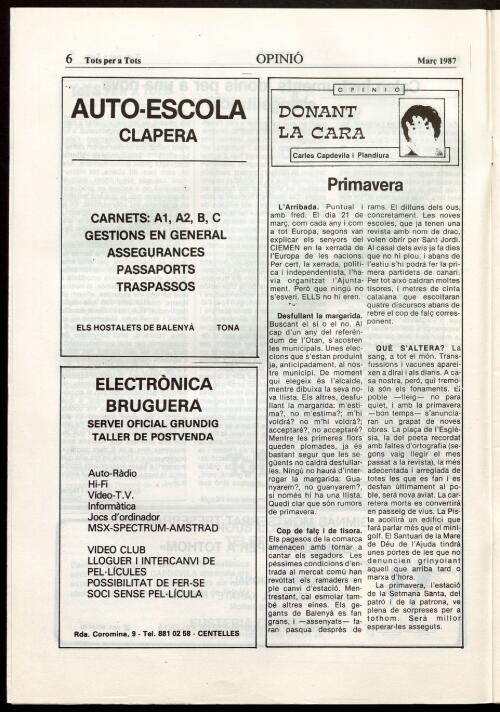 6 Tots per a Tots
OPINIÓ
Març 1987
AUTO-ESCOLA
CLAPERA
CARNETS: A1, A2, B, C
GESTIONS EN GENERAL
ASSEGURANCES
PASSAPORTS
TRASPASSOS
ELS HOSTALETS DE BALENYÀ TONA
ELECTRÒNICA
BRUGUERA
SERVEI OFICIAL GRUNDIG
TALLER DE POSTVENDA
Auto-Ràdio
Hi-Fi
Vídeo-T.V.
Informàtica
Jocs d'ordinador
MSX-SPECTRUM-AMSTRAD
VIDEO CLUB
LLOGUER I INTERCANVI DE
PEL·LÍCULES
POSSIBILITAT DE FER-SE
SOCI SENSE PEL·LÍCULA
Rda. Coromina, 9 - Tel. 881 02 58 - CENTELLES
OPINIÓ
DONANT
LA CARA
Carles Capdevila i Plandiura
Primavera
L'Arribada. Puntual i
amb fred. El dia 21 de
març, com cada any i com
a tot Europa, segons van
explicar els senyors del
CIEMEN en la xerrada de
l'Europa de les nacions.
Per cert, la xerrada, políti-
ca i independentista, l'ha-
via organitzat l'Ajunta-
ment. Però que ningú no
s'esveri. ELLS no hi eren.
Desfullant la margarida.
Buscant el sí o el no. Al
cap d'un any del referèn-
dum de l'Otan, s'acosten
les municipals. Unes elec-
cions que s'estan produint
ja, anticipadament, al nos-
tre municipi. De moment
qui elegeix és l'alcalde,
mentre dibuixa la seva no-
va llista. Els altres, desfu-
llant la margarida: m'esti-
ma?, no m'estima?; m'hi
voldrà? no m'hi voldrà?;
acceptaré?, no acceptaré?
Mentre les primeres flors
queden plomades, ja és
bastant segur que les se-
güents no caldrà desfullar-
les. Ningú no haurà d'inter-
rogar la margarida: Gua-
nyarem?, no guanyarem?,
si només hi ha una llista.
Quedi clar que són rumors
de primavera.
Cop de falç i de tisora.
Els pagesos de la comarca
amenacen amb tornar a
cantar els segadors. Les
pèssimes condicions d'en-
trada al mercat comú han
revoltat els ramaders en
ple canvi d'estació. Men-
trestant, cal esmolar tam-
bé altres eines. Els ge-
gants de Balenyà es fan
grans, i —assenyats— fa-
ran pasqua després de
rams. El dilluns dels ous,
concretament. Les noves
escoles, que ja tenen una
revista amb nom de drac,
volen obrir per Sant Jordi.
Al casal dels avis ja fa dies
que no hi plou, i abans de
l'estiu s'hi podrà fer la pri-
mera partideta de canari.
Per tot això caldran moltes
tisores, i metres de cinta
catalana que escoltaran
quatre discursos abans de
rebre el cop de falç corres-
ponent.
QUÈ S'ALTERA? La
sang, a tot el món. Trans-
fussions i vacunes aparei-
xen a dirai i als diaris. A ca-
sa nostra, però, qui tremo-
la són els fonaments. El
poble —lleig— no para
quiet, i amb la primavera
—bon temps— s'anuncia-
ran un grapat de noves
obres. La plaça de l'Esglé-
sia, la del poeta recordat
amb faltes d'ortografia (se-
gons vaig llegir el mes
passat a la revista), la més
adecentada i arreglada de
totes les que es fan i es
desfan últimament al po-
ble, serà nova aviat. La car-
retera morta es convertirà
en passeig de vius. La Pis-
ta acollirà un edifici que
farà parlar més que el mini-
golf. El Santuari de la Mare
de Déu de l'Ajuda tindrà
unes portes de les que no
denuncien grinyolant
aquell que arriba tard o
marxa d'hora.
La primavera, l'estació
de la Setmana Santa, del
patró i de la patrona, ve
plena de sorpreses per a
tothom. Serà millor
esperar-les asseguts.